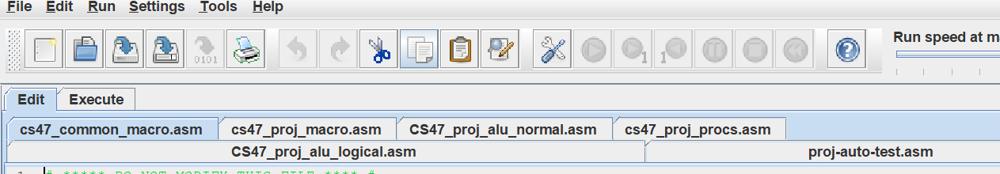 File Edit Run Settings Tools Help
Run speed at m
0101 1 1 ?
Edit Execute
cs47_common_macro.asm cs47_proj_macro.asm CS47_proj_alu_normal.asm cs47_proj_procs.asm
CS47_proj_alu_logical.asm proj-auto-test.asm
# ***** DO NOT MODIFY THIS FILE **** #